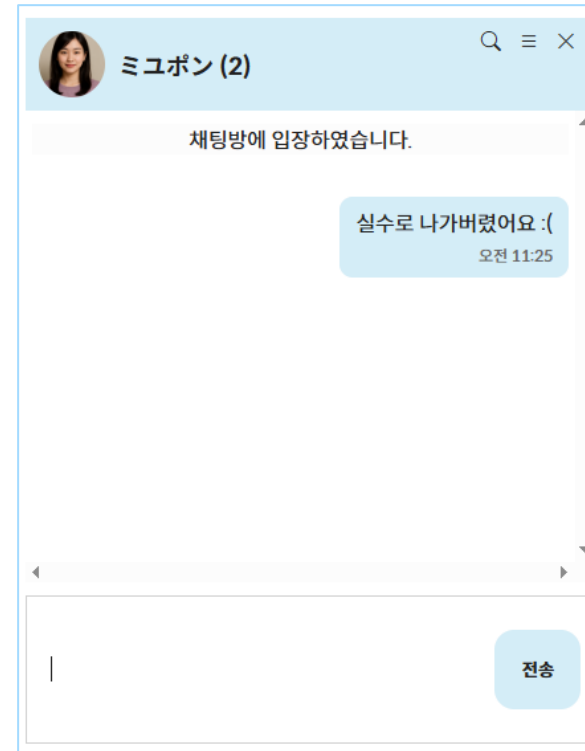 ミユポン (2)
채팅방에 입장하였습니다.
실수로 나가버렸어요 :(
오전 11:25
전송